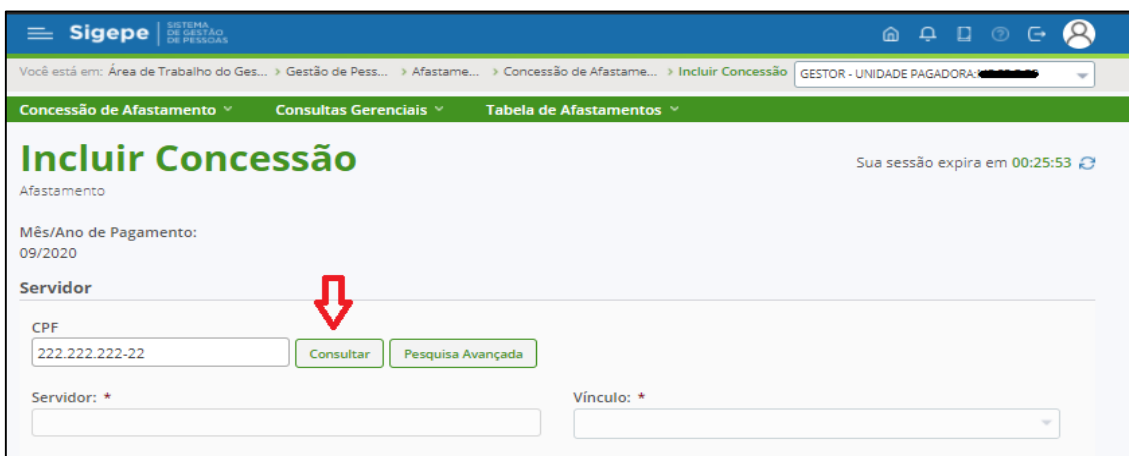 Sigepe SISTEMA DE GESTÃO DE PESSOAS
Você está em: Área de Trabalho do Ges... > Gestão de Pess... > Afastame... > Concessão de Afastame... > Incluir Concessão GESTOR - UNIDADE PAGADORA:
Concessão de Afastamento Consultas Gerenciais Tabela de Afastamentos
Incluir Concessão
Sua sessão expira em 00:25:53
Afastamento
Mês/Ano de Pagamento:
09/2020
Servidor
CPF
222.222.222-22 Consultar Pesquisa Avançada
Servidor: * Vínculo: *